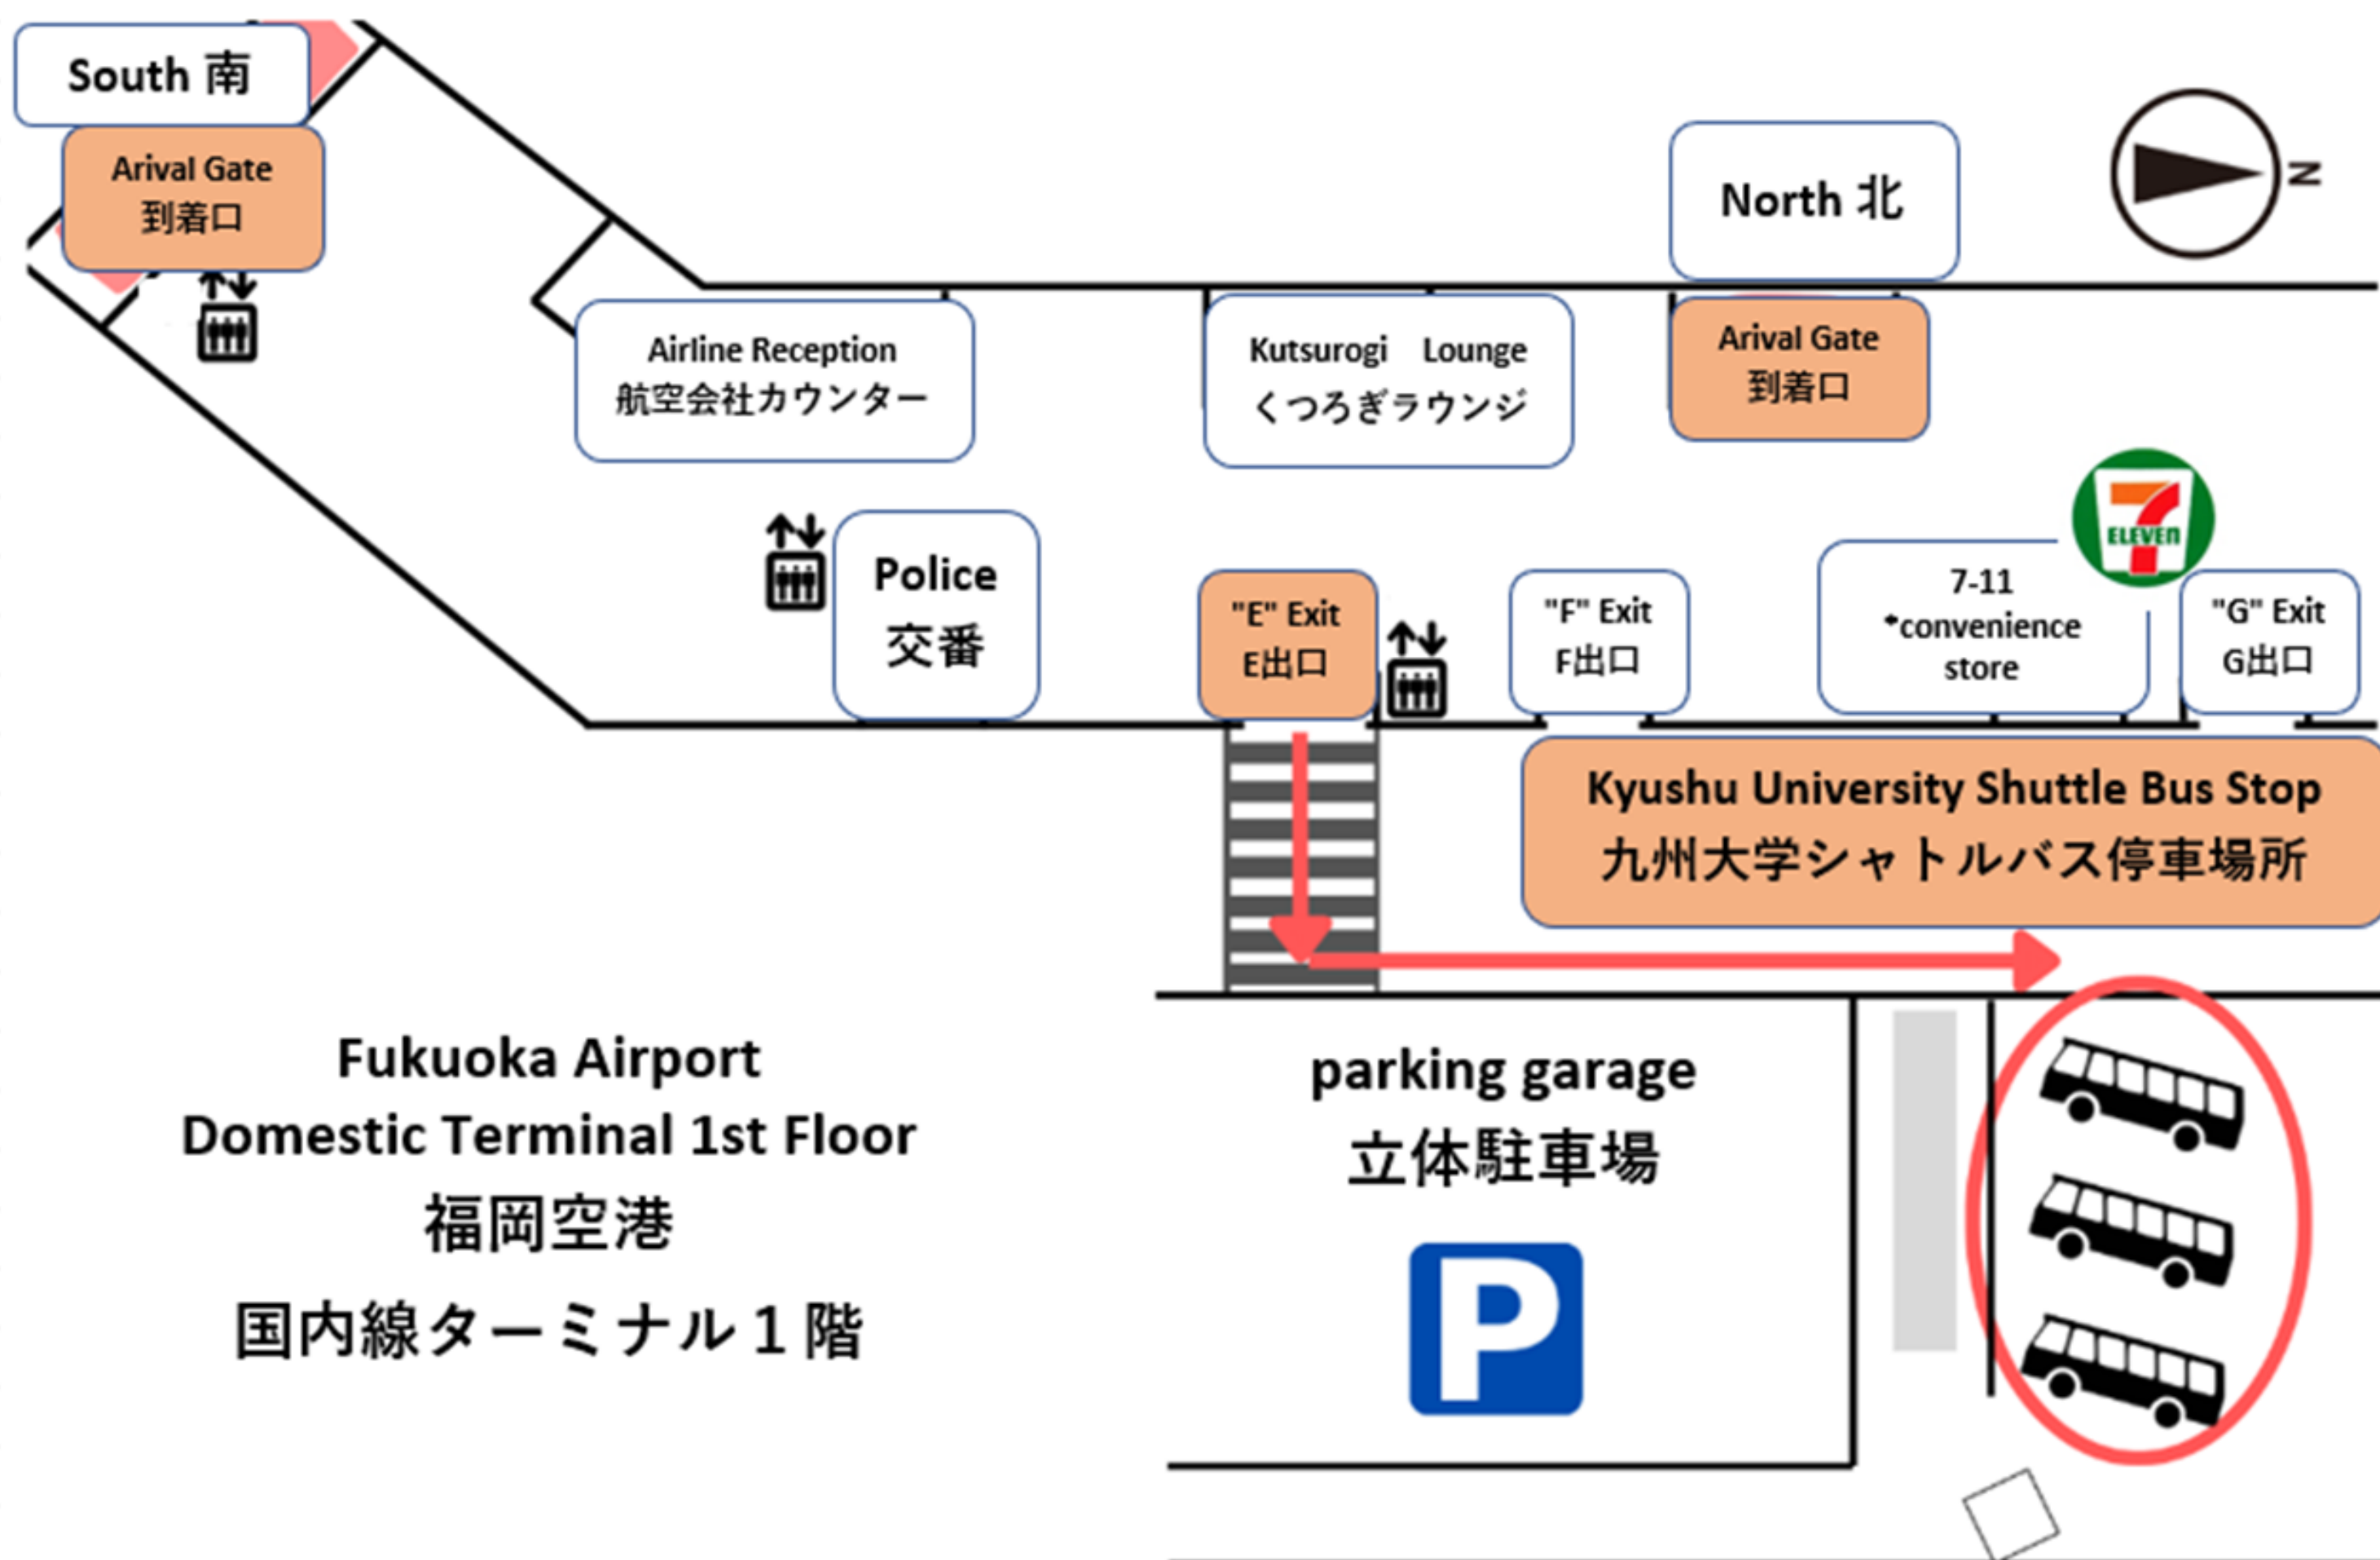 South 南
Arival Gate
到着口
North 北
N
Airline Reception
航空会社カウンター
Kutsurogi Lounge
くつろぎラウンジ
Arival Gate
到着口
Police
交番
"E" Exit
E出口
"F" Exit
F出口
7-11
*convenience
store
7
ELEVEn
"G" Exit
G出口
Kyushu University Shuttle Bus Stop
九州大学シャトルバス停車場所
Fukuoka Airport
Domestic Terminal 1st Floor
福岡空港
国内線ターミナル1階
parking garage
立体駐車場
P